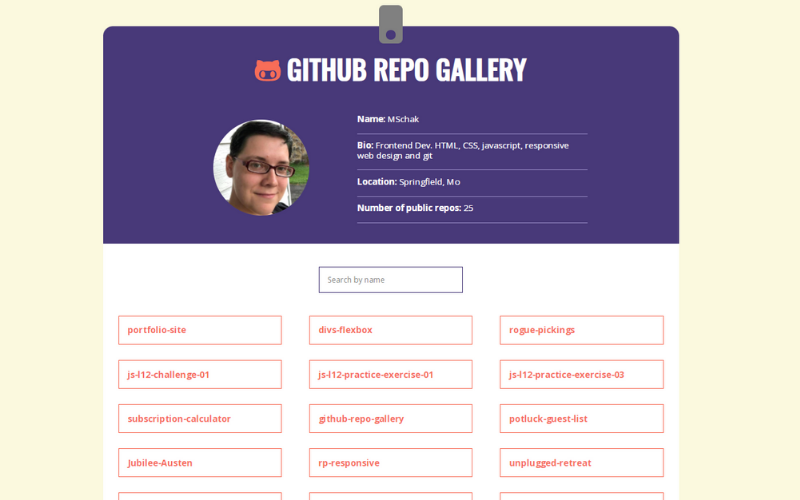 GITHUB REPO GALLERY
Name: MSchak
Bio: Frontend Dev. HTML, CSS, javascript, responsive
web design and git
Location: Springfield, Mo
Number of public repos: 25
Search by name
portfolio-site
divs-flexbox
rogue-pickings
js-l12-challenge-01
js-l12-practice-exercise-01
js-l12-practice-exercise-03
subscription-calculator
github-repo-gallery
potluck-guest-list
Jubilee-Austen
rp-responsive
unplugged-retreat